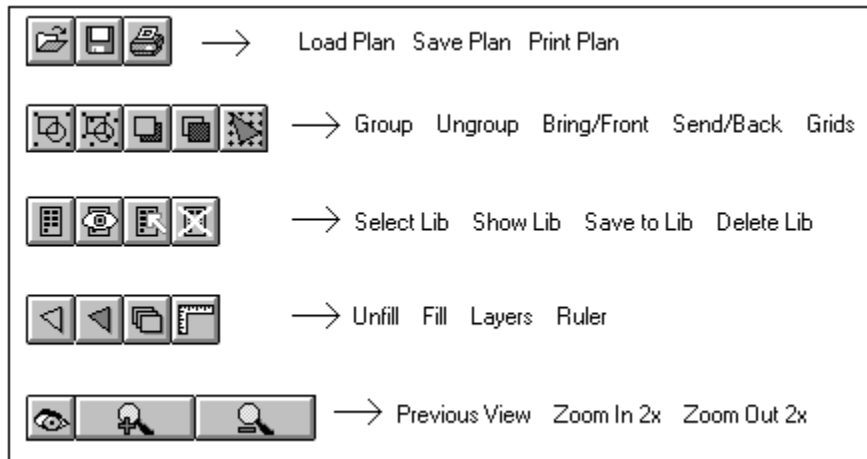 Load Plan Save Plan Print Plan
Group Ungroup Bring/Front Send/Back Grids
Select Lib Show Lib Save to Lib Delete Lib
Unfill Fill Layers Ruler
Previous View Zoom In 2x Zoom Out 2x